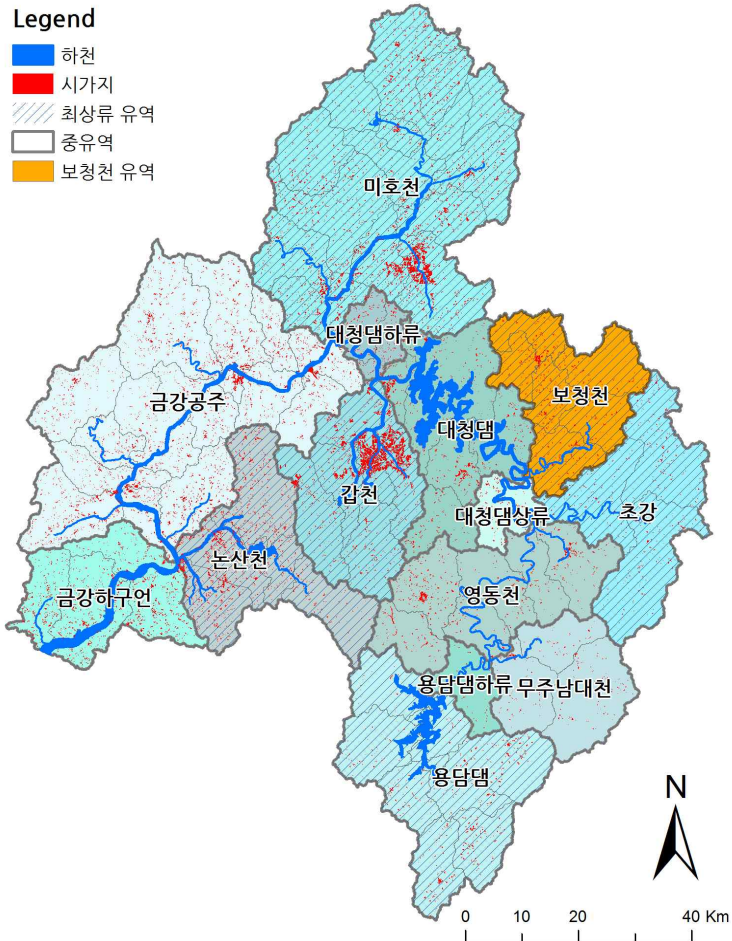 Legend
하천
시가지
최상류 유역
중유역
보청천 유역
미호천
대청댐하류
보청천
금강공주
대청댐
갑천
대청댐상류
초강
논산천
금강하구언
영동천
용담댐하류
무주남대천
용담댐
N
0 10 20 40 Km